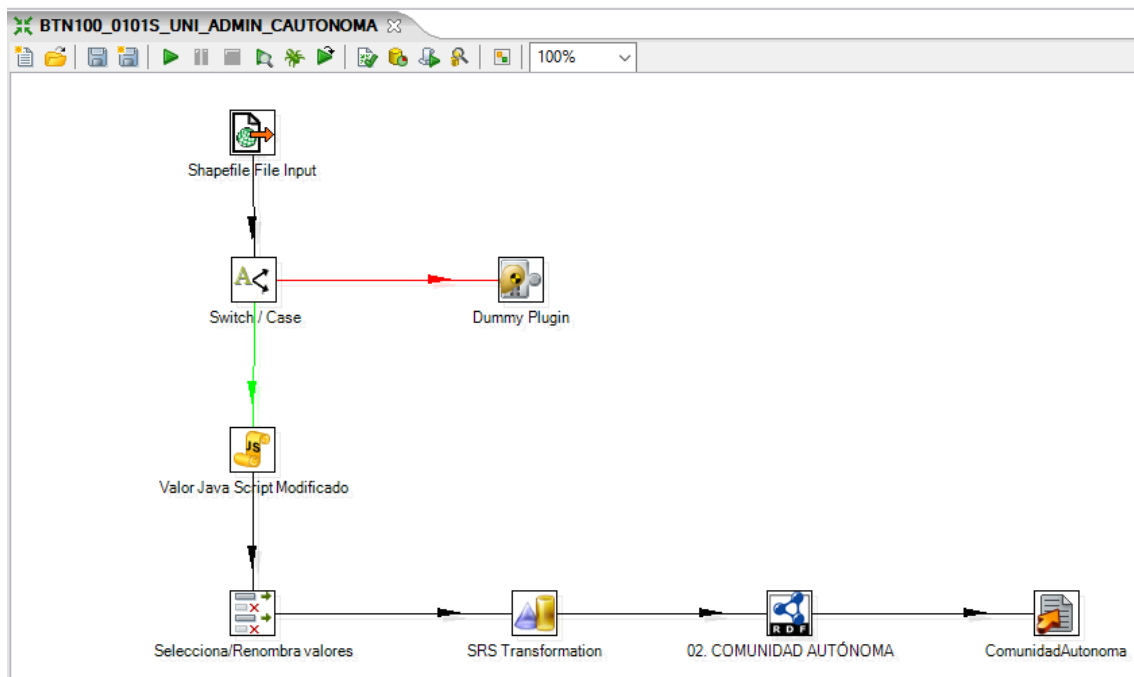 BTN100_0101S_UNI_ADMIN_CAUTONOMA
100%
Shapefile File Input
A
Switch / Case
Dummy Plugin
JS
Valor Java Script Modificado
RDF
Selecciona/Renombra valores
SRS Transformation
02. COMUNIDAD AUTÓNOMA
ComunidadAutonoma